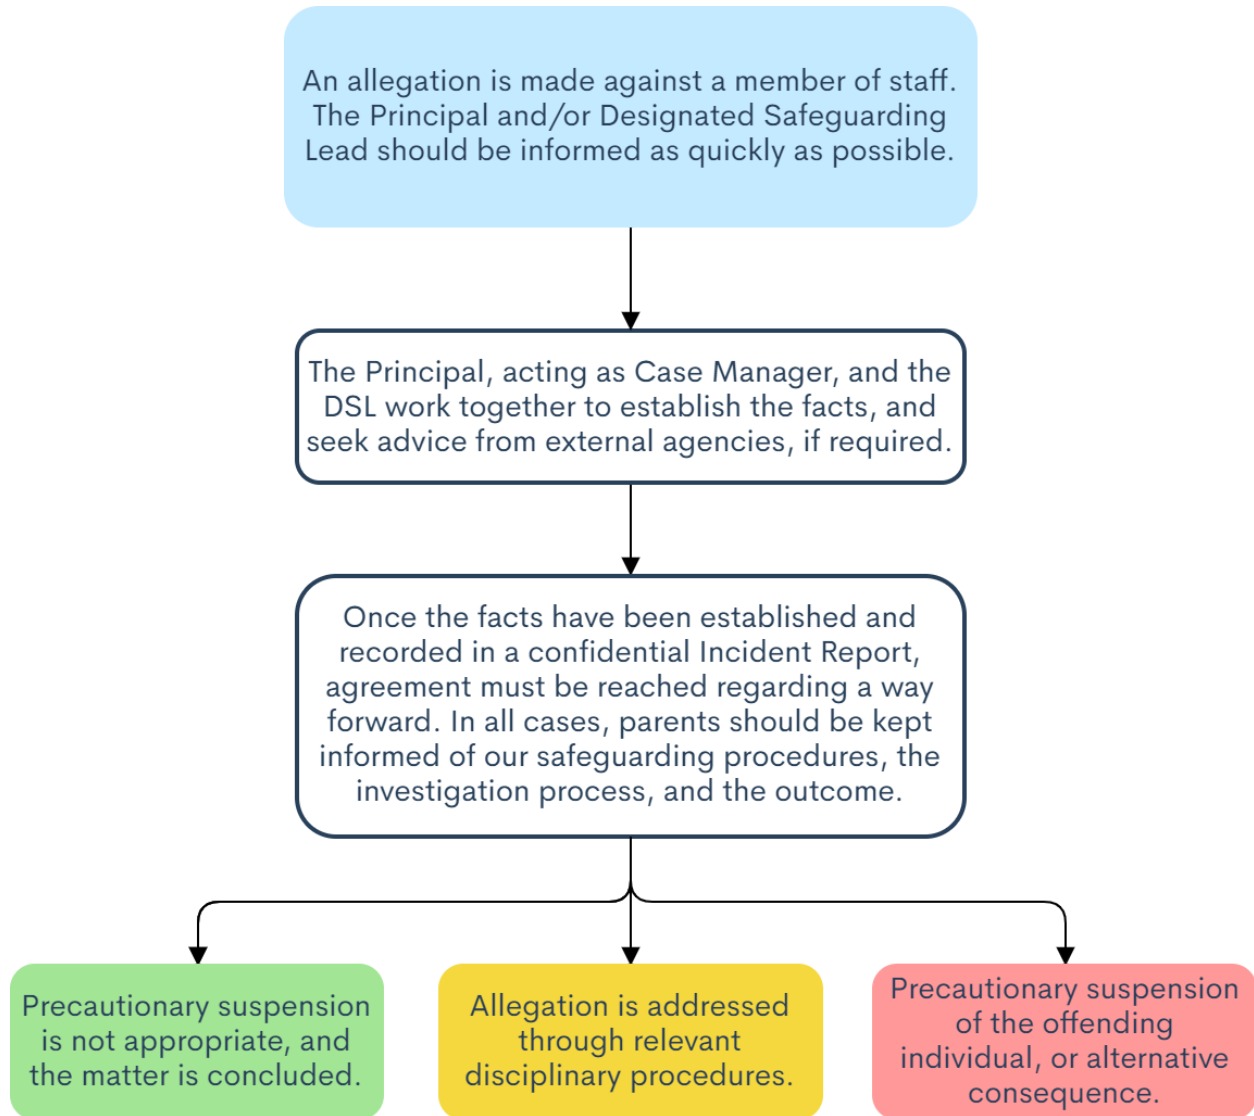 An allegation is made against a member of staff.
The Principal and/or Designated Safeguarding
Lead should be informed as quickly as possible.
The Principal, acting as Case Manager, and the
DSL work together to establish the facts, and
seek advice from external agencies, if required.
Once the facts have been established and
recorded in a confidential Incident Report,
agreement must be reached regarding a way
forward. In all cases, parents should be kept
informed of our safeguarding procedures, the
investigation process, and the outcome.
Precautionary suspension
is not appropriate, and
the matter is concluded.
Allegation is addressed
through relevant
disciplinary procedures.
Precautionary suspension
of the offending
individual, or alternative
consequence.